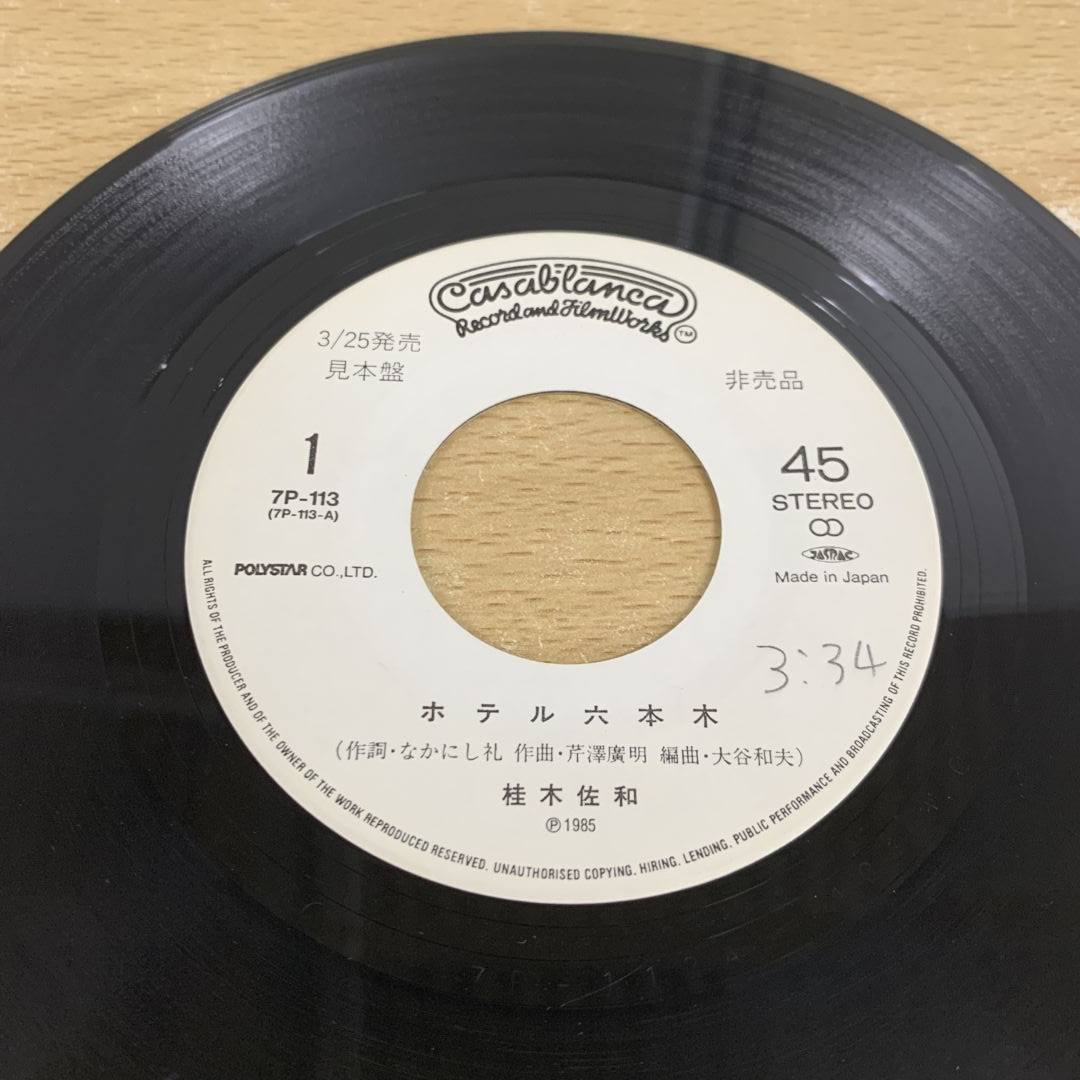 Casablanca
Record and FilmWorks ™
3/25発売
見本盤
非売品
1
7P-113
(7P-113-A)
45
STEREO
JASRAC
POLYSTAR CO.,LTD.
Made in Japan
3:34
ホテル六本木
(作詞・なかにし礼 作曲・芹澤廣明 編曲・大谷和夫)
桂木佐和
Ⓟ1985
ALL RIGHTS OF THE PRODUCER AND OF THE OWNER OF THE WORK REPRODUCED RESERVED. UNAUTHORISED COPYING. HIRING. LENDING. PUBLIC PERFORMANCE AND BROADCASTING OF THIS RECORD PROHIBITED.